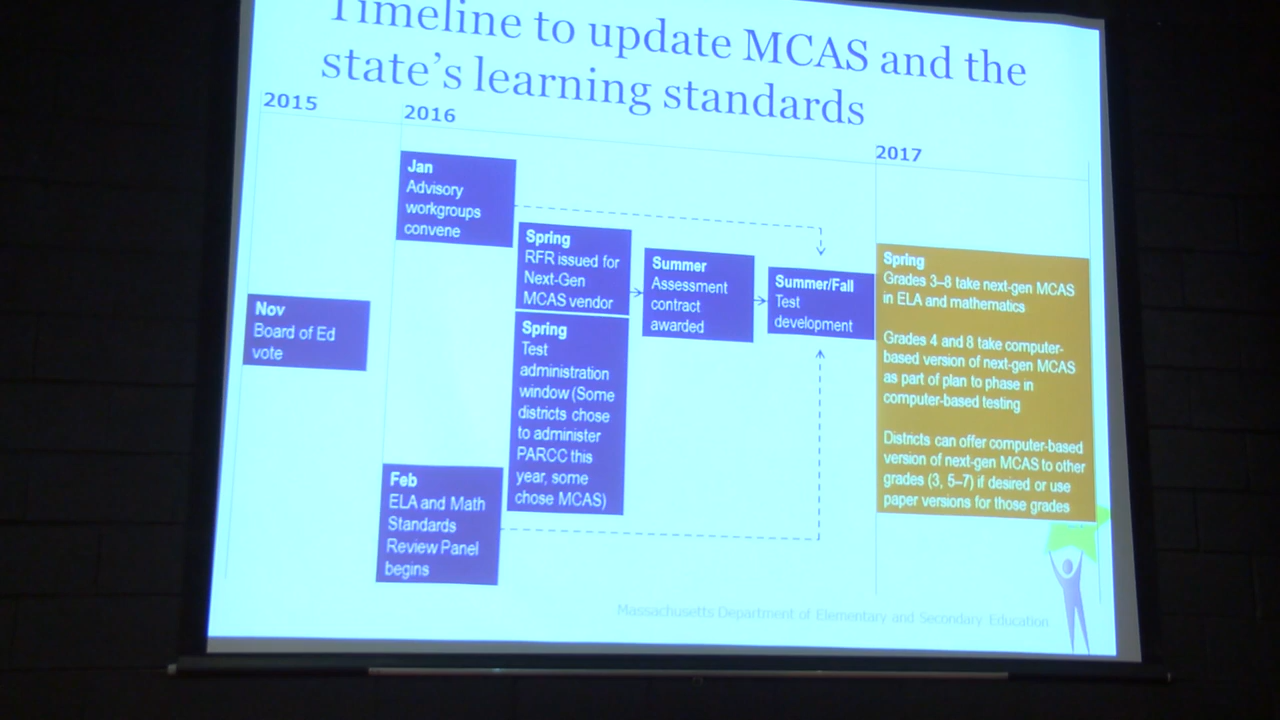 Timeline to update MCAS and the
state's learning standards
2015
2016
2017
Nov
Board of Ed
vote
Jan
Advisory
workgroups
convene
Feb
ELA and Math
Standards
Review Panel
begins
Spring
RFR issued for
Next-Gen
MCAS vendor
Spring
Test
administration
window (Some
districts chose
to administer
PARCC this
year, some
chose MCAS)
Summer
Assessment
contract
awarded
Summer/Fall
Test
development
Spring
Grades 3–8 take next-gen MCAS
in ELA and mathematics
Grades 4 and 8 take computer-
based version of next-gen MCAS
as part of plan to phase in
computer-based testing
Districts can offer computer-based
version of next-gen MCAS to other
grades (3, 5–7) if desired or use
paper versions for those grades
Massachusetts Department of Elementary and Secondary Education